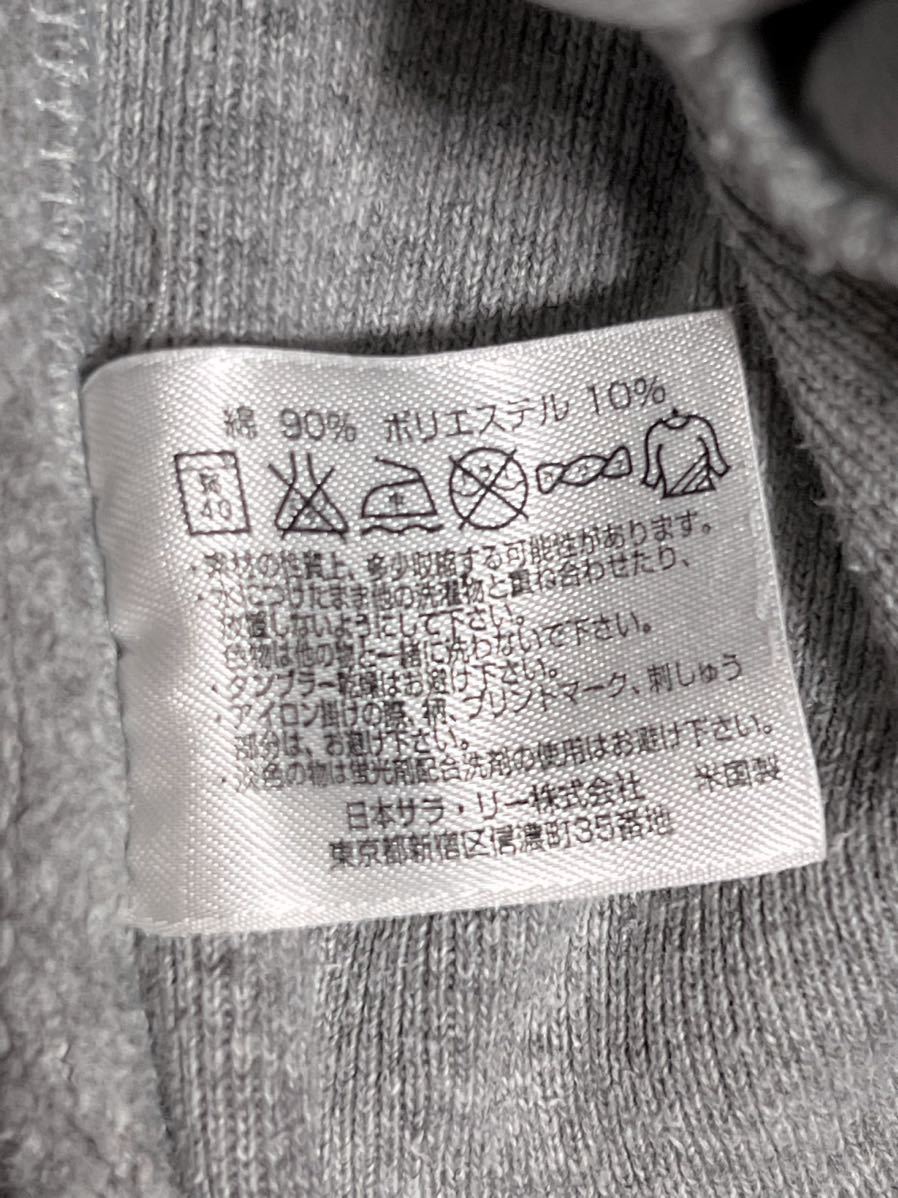 綿 90% ポリエステル 10%
40 中
・素材の性質上、多少収縮する可能性があります。
・水につけたまま他の洗濯物と重ね合わせたり、
放置しないようにして下さい。
色物は他の物と一緒に洗わないで下さい。
・タンブラー乾燥はお避け下さい。
・アイロン掛けの際、柄、プリントマーク、刺しゅう
部分は、お避け下さい。
・淡色の物は蛍光剤配合洗剤の使用はお避け下さい。
日本サラ・リー株式会社 米国製
東京都新宿区信濃町35番地